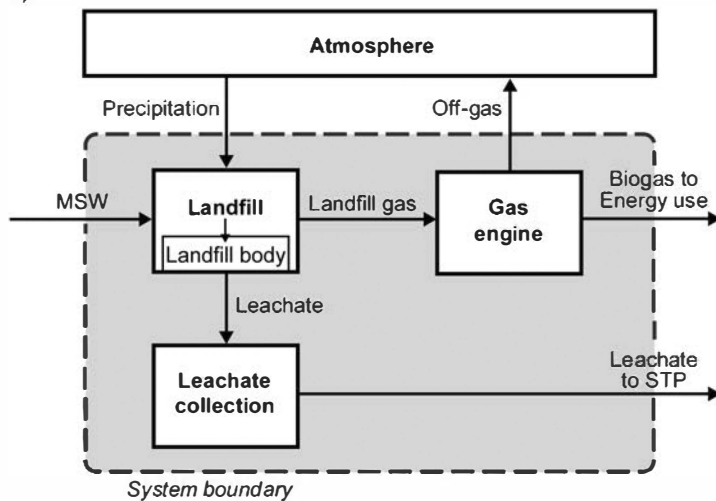 Atmosphere
Precipitation
Off-gas
MSW
Landfill
Landfill body
Landfill gas
Gas
engine
Biogas to
Energy use
Leachate
Leachate
collection
Leachate
to STP
System boundary